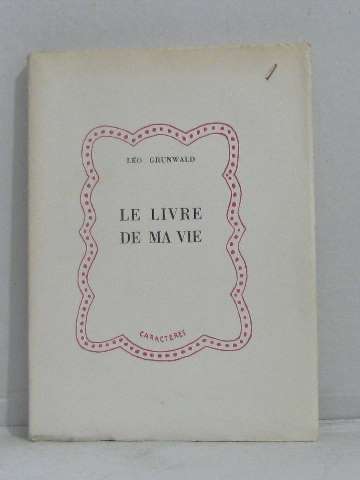 LÉO GRUNWALD
LE LIVRE
DE MA VIE
CARACTÈRES